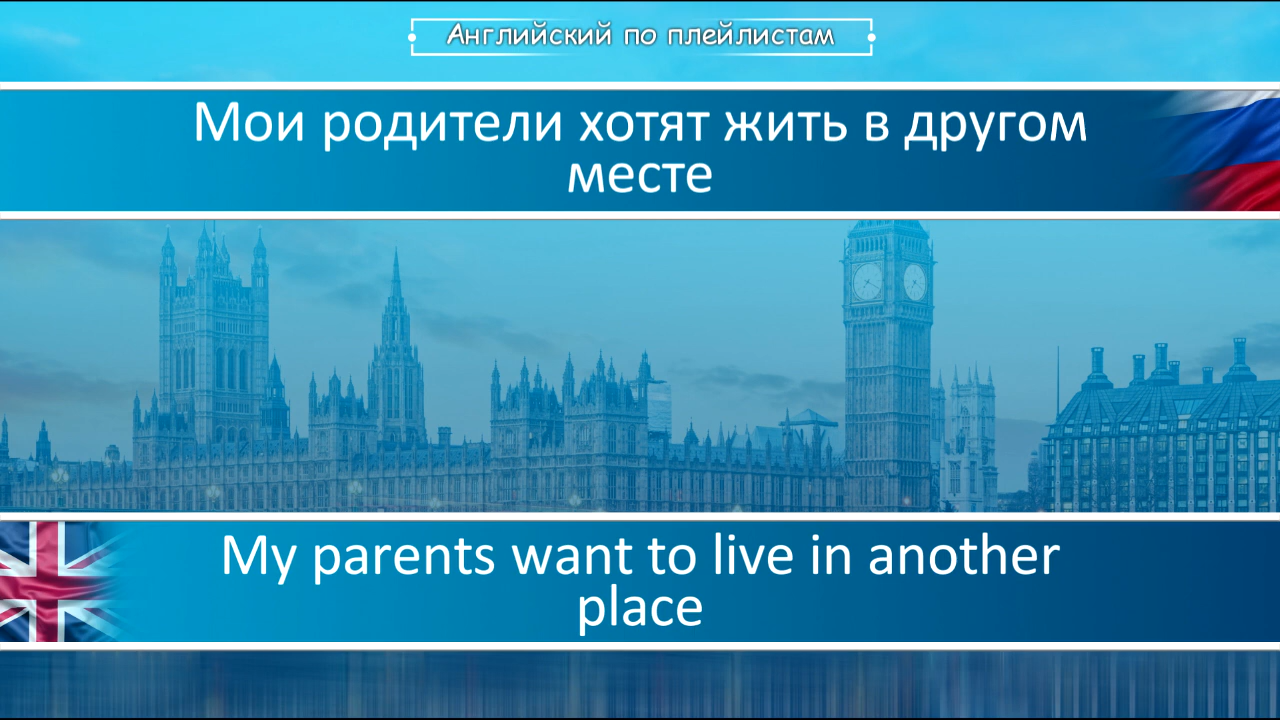 Английский по плейлистам
Мои родители хотят жить в другом
месте
My parents want to live in another
place